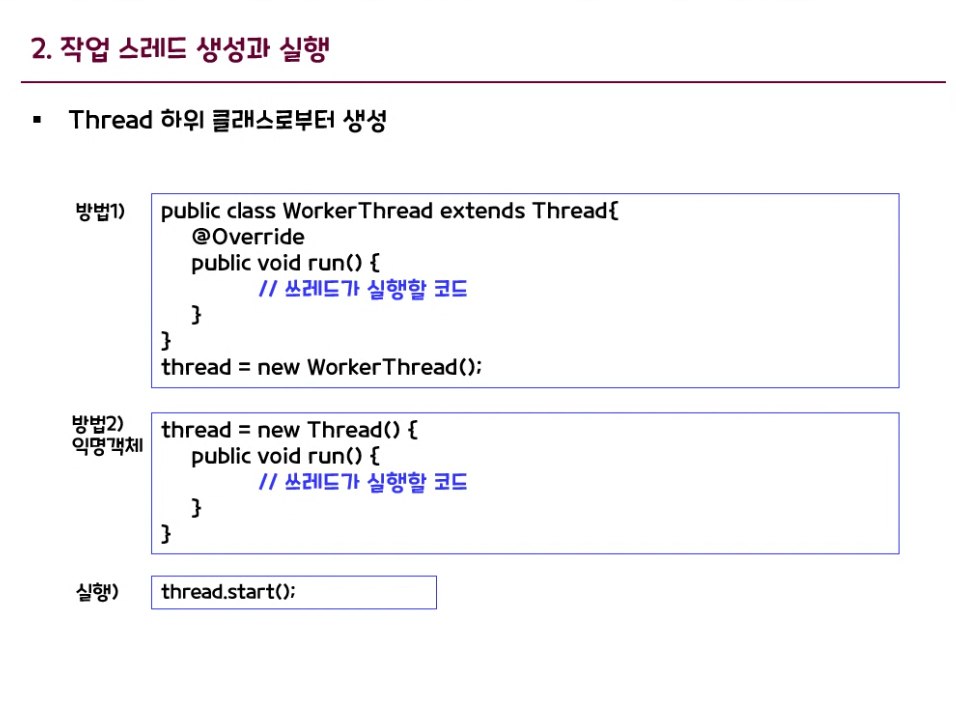 2. 작업 스레드 생성과 실행
▪ Thread 하위 클래스로부터 생성
방법1)
public class WorkerThread extends Thread{
@Override
public void run() {
// 쓰레드가 실행할 코드
}
}
thread = new WorkerThread();
방법2)
익명객체
thread = new Thread() {
public void run() {
// 쓰레드가 실행할 코드
}
}
실행)
thread.start();